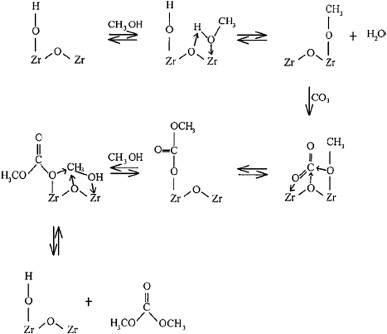 CH₃
H H
CH₃OH H CH₃
O O O O + H₂O
O O O
Zr Zr Zr Zr Zr Zr
CO₃
OCH₃ CH₃
O O=C O O
C CH₃ CH₃OH O C
H₃CO O OH O O
O O O
Zr Zr Zr Zr Zr Zr
H
O O
+ C
O H₃CO OCH₃
Zr Zr